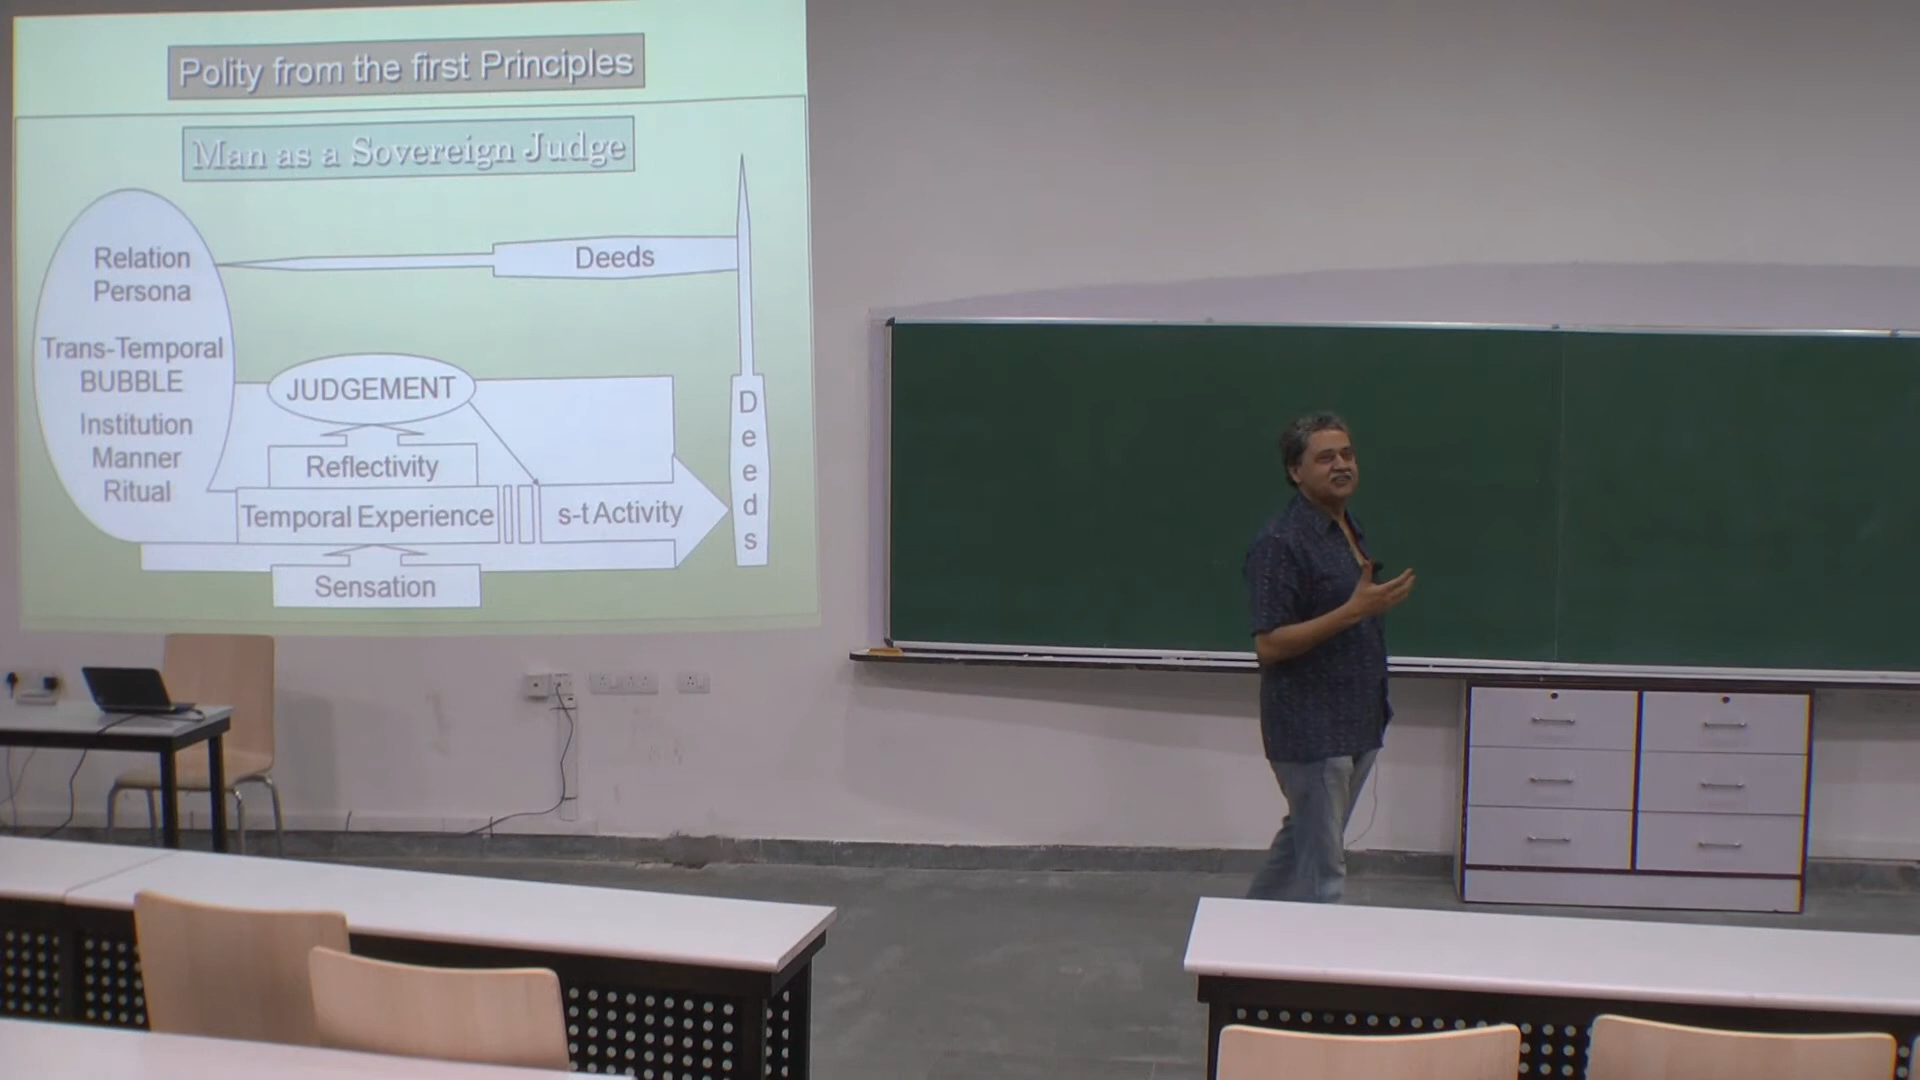 Polity from the first Principles
Man as a Sovereign Judge
Relation
Persona
Trans-Temporal
BUBBLE
Institution
Manner
Ritual
Deeds
JUDGEMENT
Reflectivity
Temporal Experience
s-t Activity
Sensation
Deeds